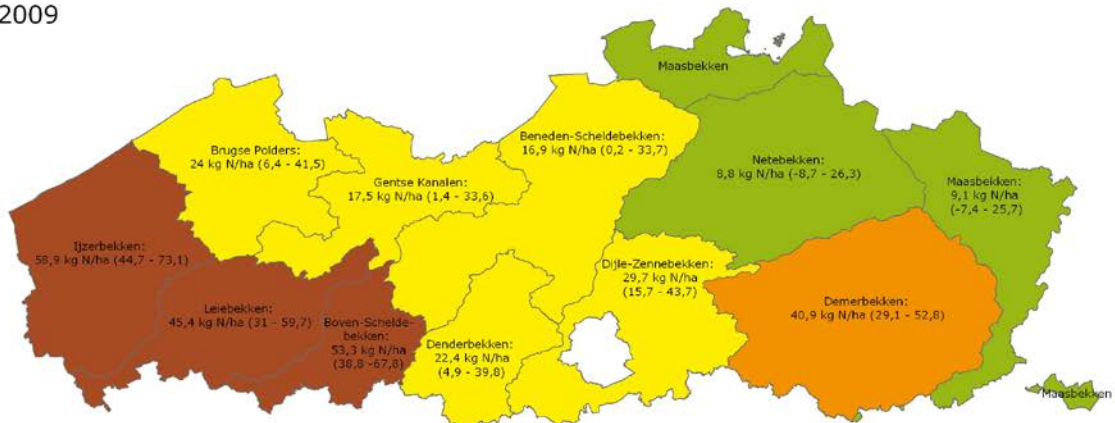 2009
Maasbekken
Beneden-Scheldebekken:
16,9 kg N/ha (0,2 - 33,7)
Brugse Polders:
24 kg N/ha (6,4 - 41,5)
Netebekken:
8,8 kg N/ha (-8,7 - 26,3)
Gentse Kanalen:
17,5 kg N/ha (1,4 - 33,6)
Maasbekken:
9,1 kg N/ha
(-7,4 - 25,7)
Ijzerbekken:
58,9 kg N/ha (44,7 - 73,1)
Dijle-Zennebekken:
29,7 kg N/ha
(15,7 - 43,7)
Demerbekken:
40,9 kg N/ha (29,1 - 52,8)
Leiebekken:
45,4 kg N/ha (31 - 59,7)
Boven-Schelde-
bekken:
53,3 kg N/ha
(38,8 -67,8)
Denderbekken:
22,4 kg N/ha
(4,9 - 39,8)
Maasbekken